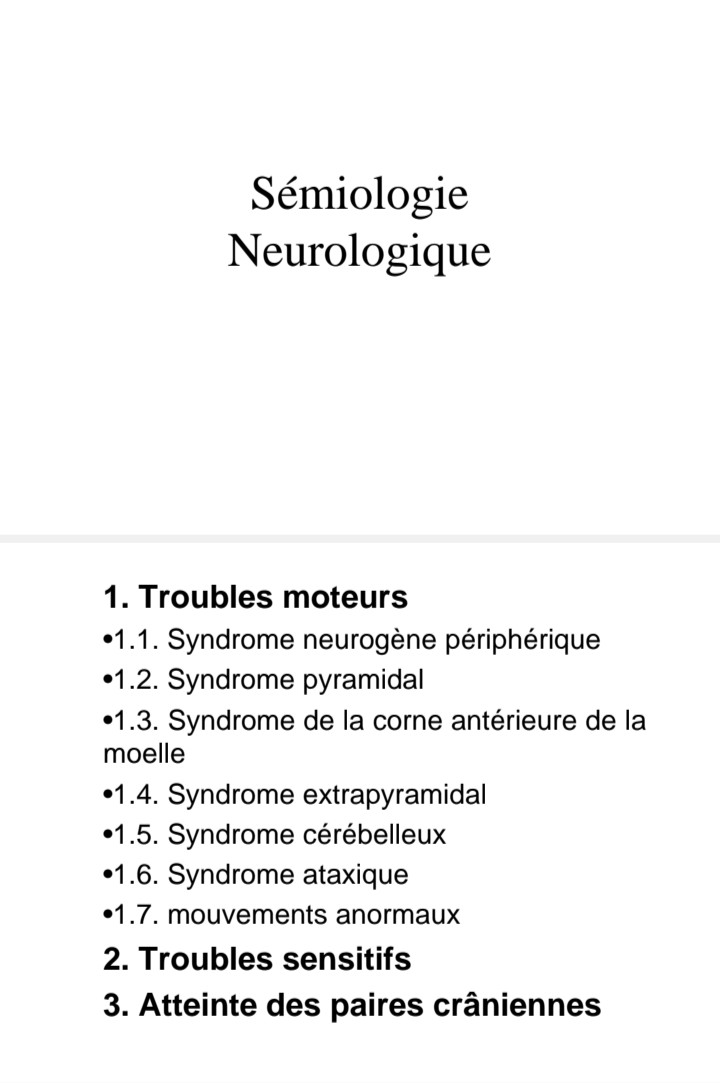 Sémiologie
Neurologique
1. Troubles moteurs
•1.1. Syndrome neurogène périphérique
•1.2. Syndrome pyramidal
•1.3. Syndrome de la corne antérieure de la
moelle
•1.4. Syndrome extrapyramidal
•1.5. Syndrome cérébelleux
•1.6. Syndrome ataxique
•1.7. mouvements anormaux
2. Troubles sensitifs
3. Atteinte des paires crâniennes